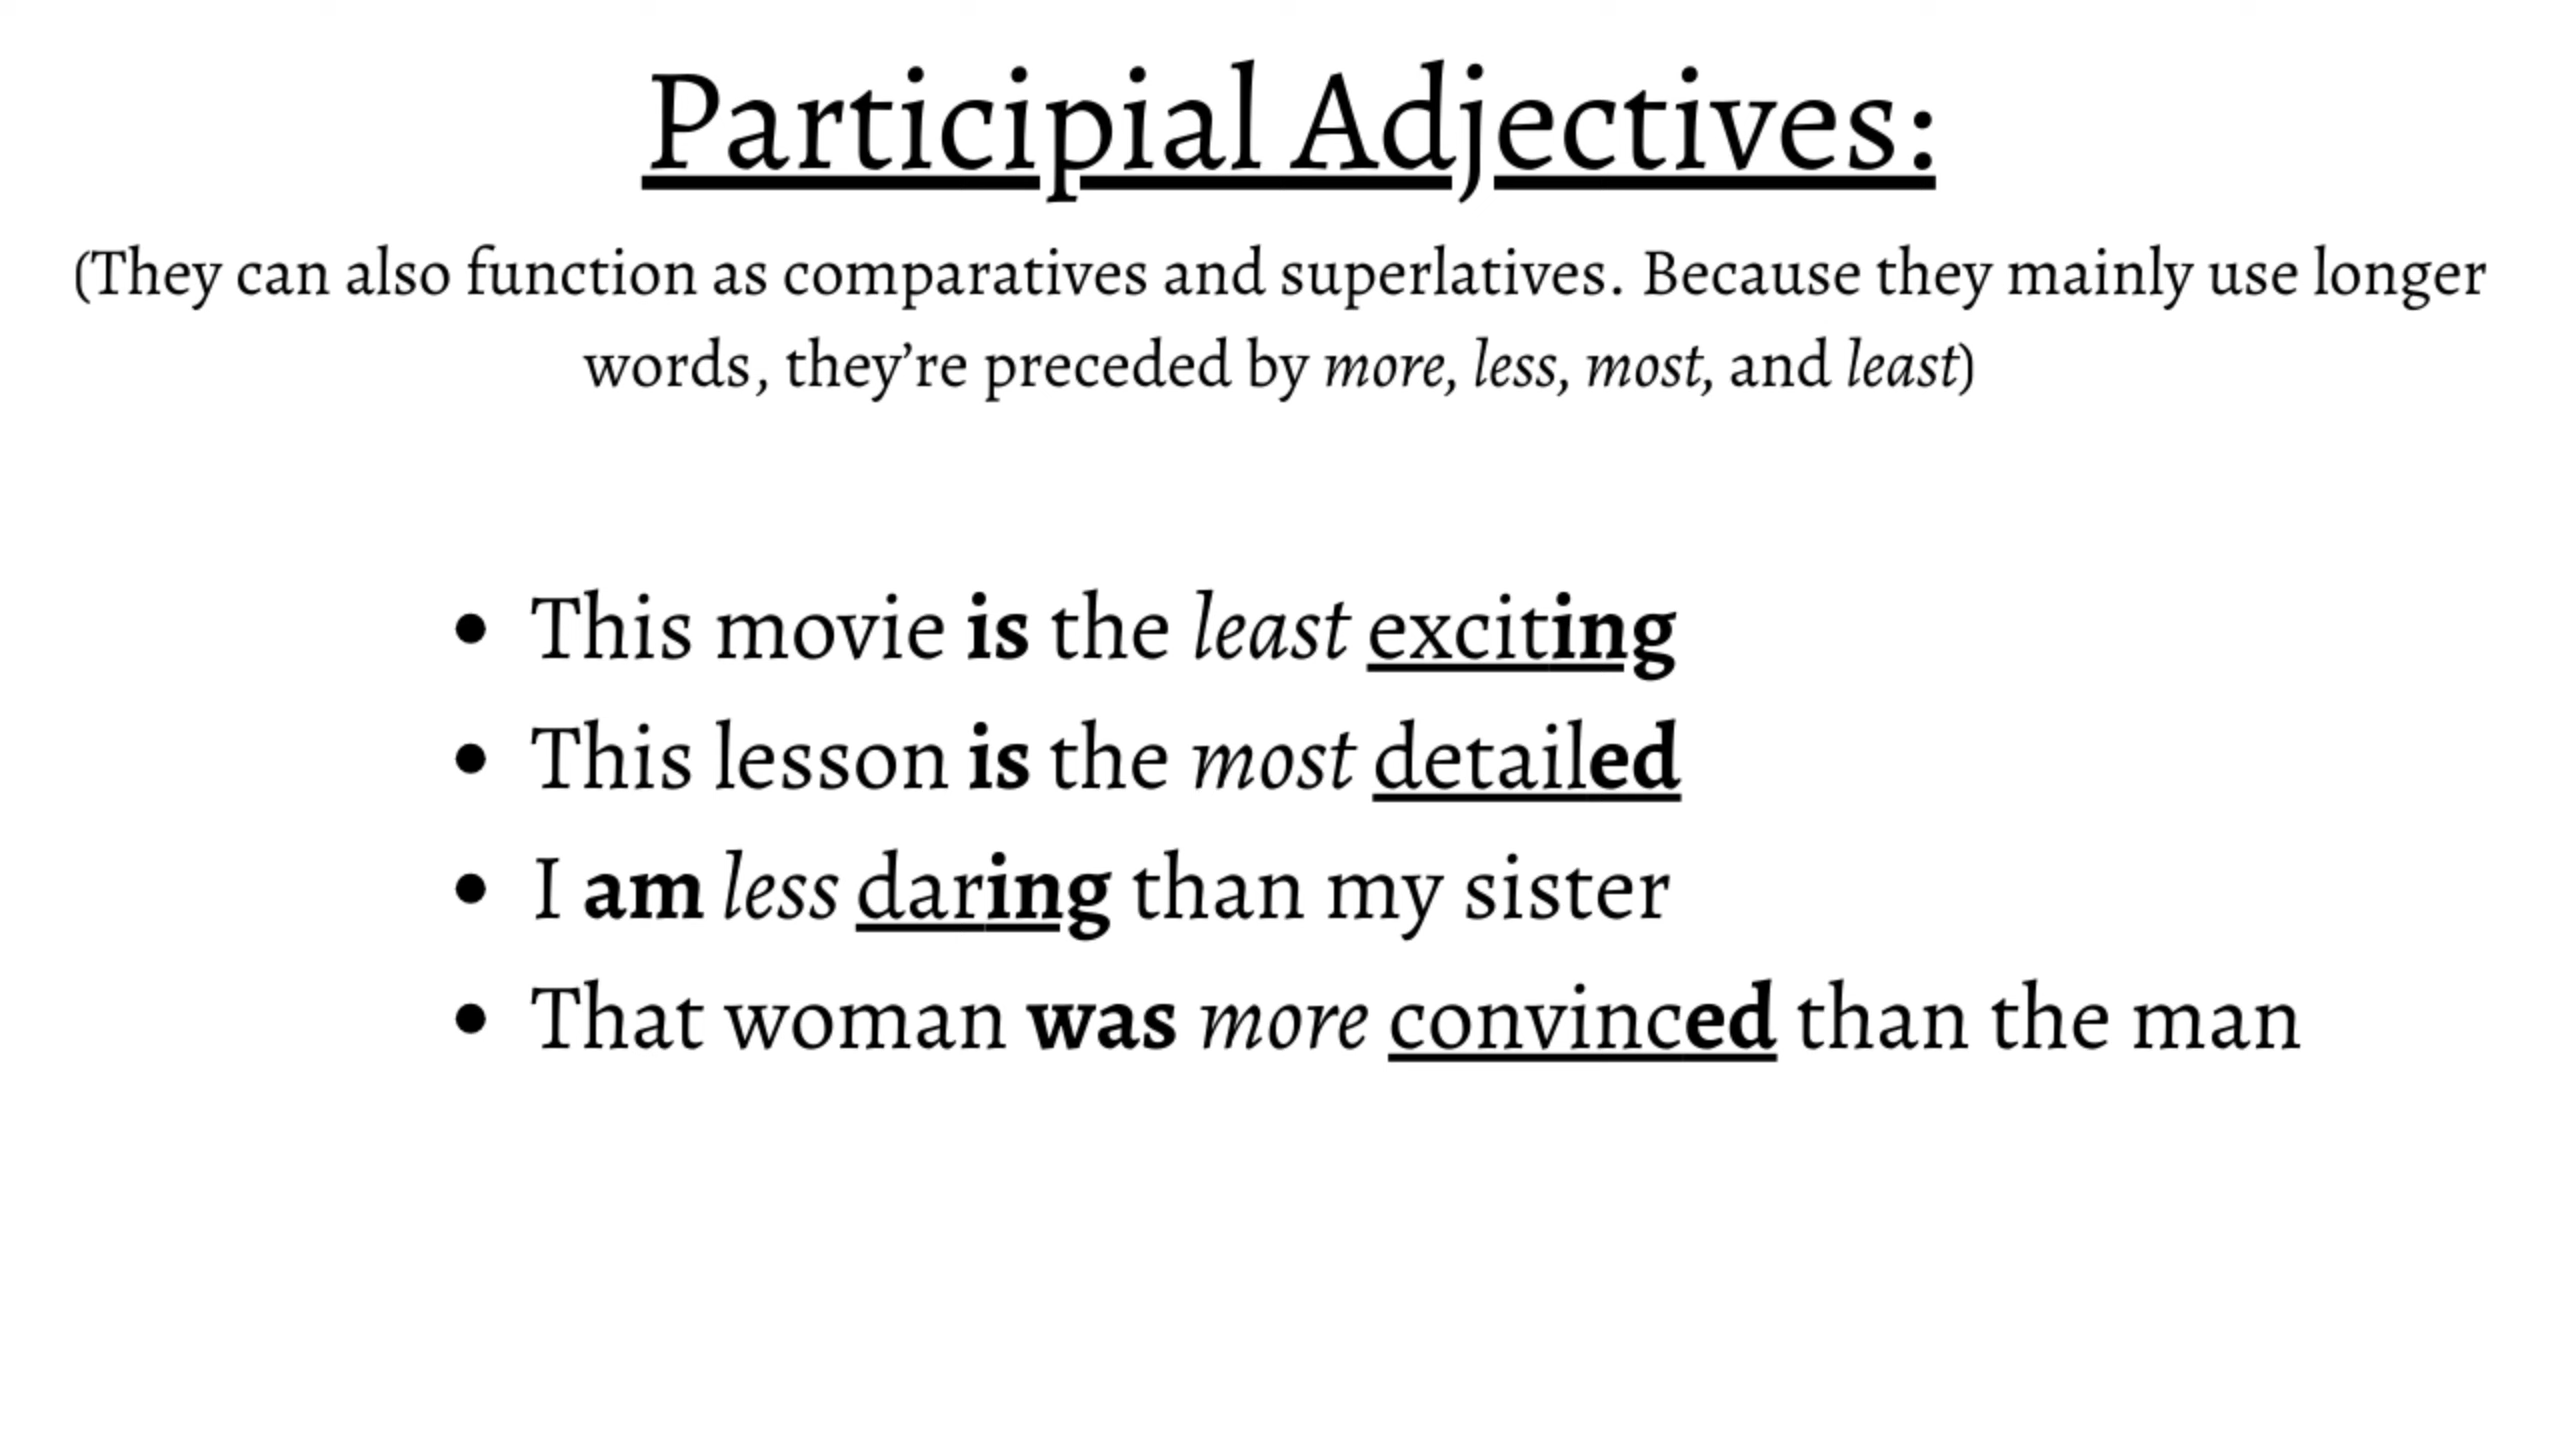 Participial Adjectives:
(They can also function as comparatives and superlatives. Because they mainly use longer
words, they’re preceded by more, less, most, and least)
• This movie is the least exciting
• This lesson is the most detailed
• I am less daring than my sister
• That woman was more convinced than the man